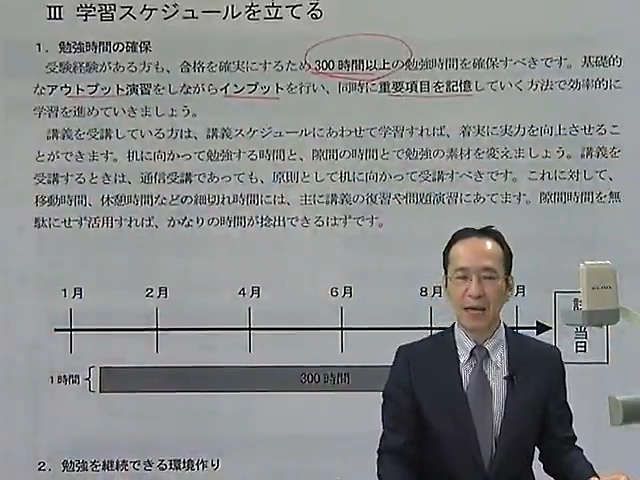 Ⅲ 学習スケジュールを立てる
1．勉強時間の確保
受験経験がある方も、合格を確実にするため300時間以上の勉強時間を確保すべきです。基礎的
なアウトプット演習をしながらインプットを行い、同時に重要項目を記憶していく方法で効率的に
学習を進めていきましょう。
講義を受講している方は、講義スケジュールにあわせて学習すれば、着実に実力を向上させるこ
とができます。机に向かって勉強する時間と、隙間の時間とで勉強の素材を変えましょう。講義を
受講するときは、通信受講であっても、原則として机に向かって受講すべきです。これに対して、
移動時間、休憩時間などの細切れ時間には、主に講義の復習や問題演習にあてます。隙間時間を無
駄にせず活用すれば、かなりの時間が捻出できるはずです。
1月 2月 4月 6月 8月 月
当日
1時間 300時間
2．勉強を継続できる環境作り